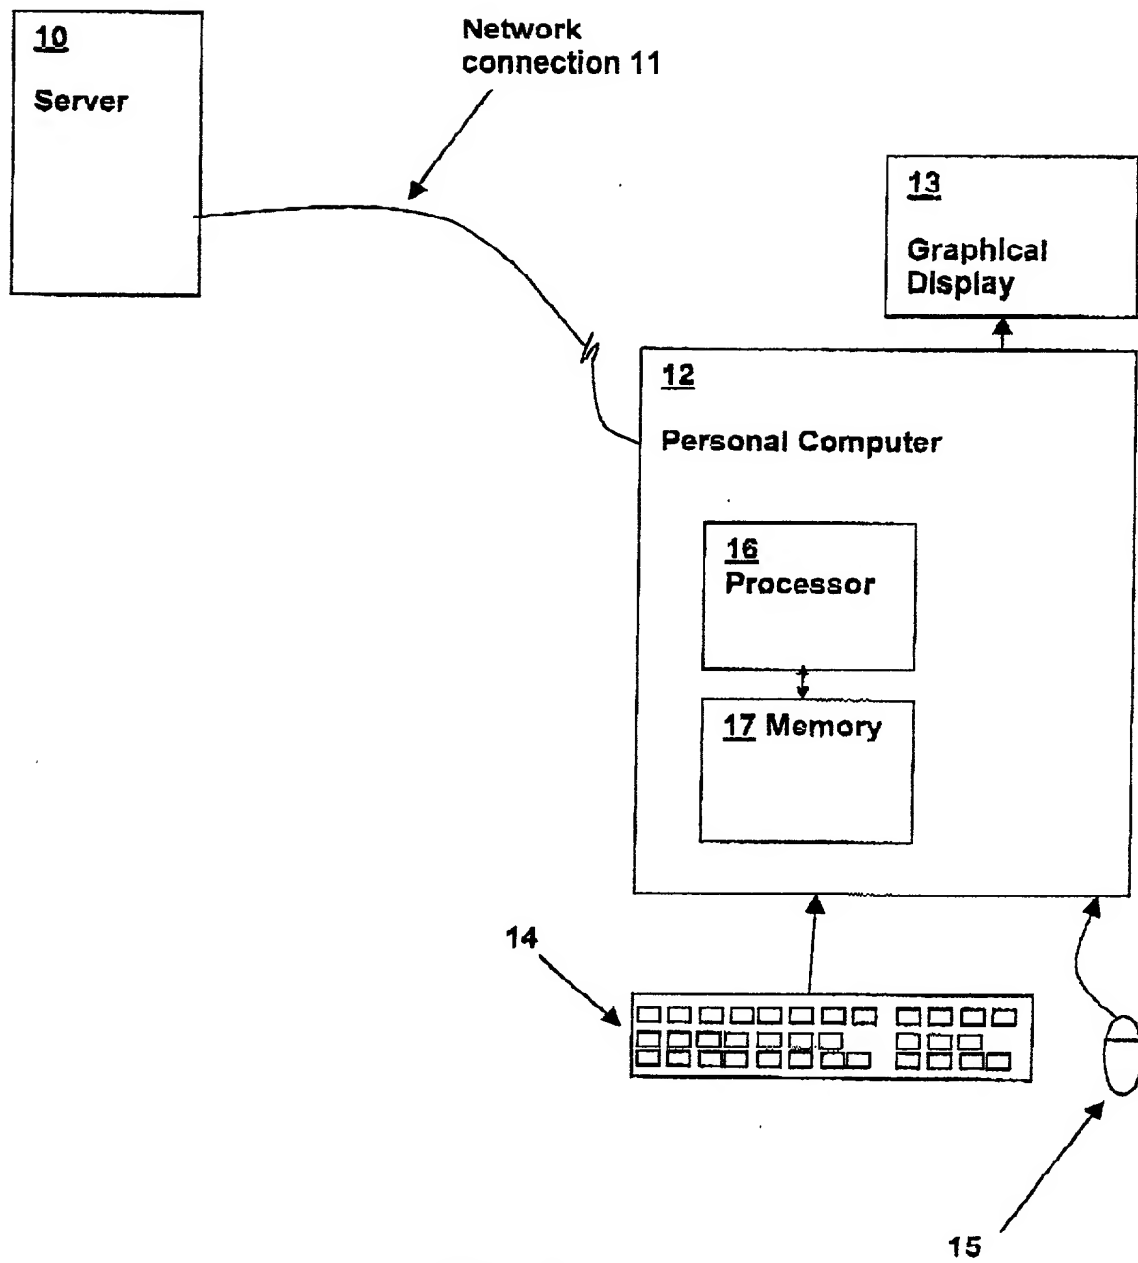 10
Server
Network
connection 11
13
Graphical
Display
12
Personal Computer
16
Processor
17 Memory
14
15